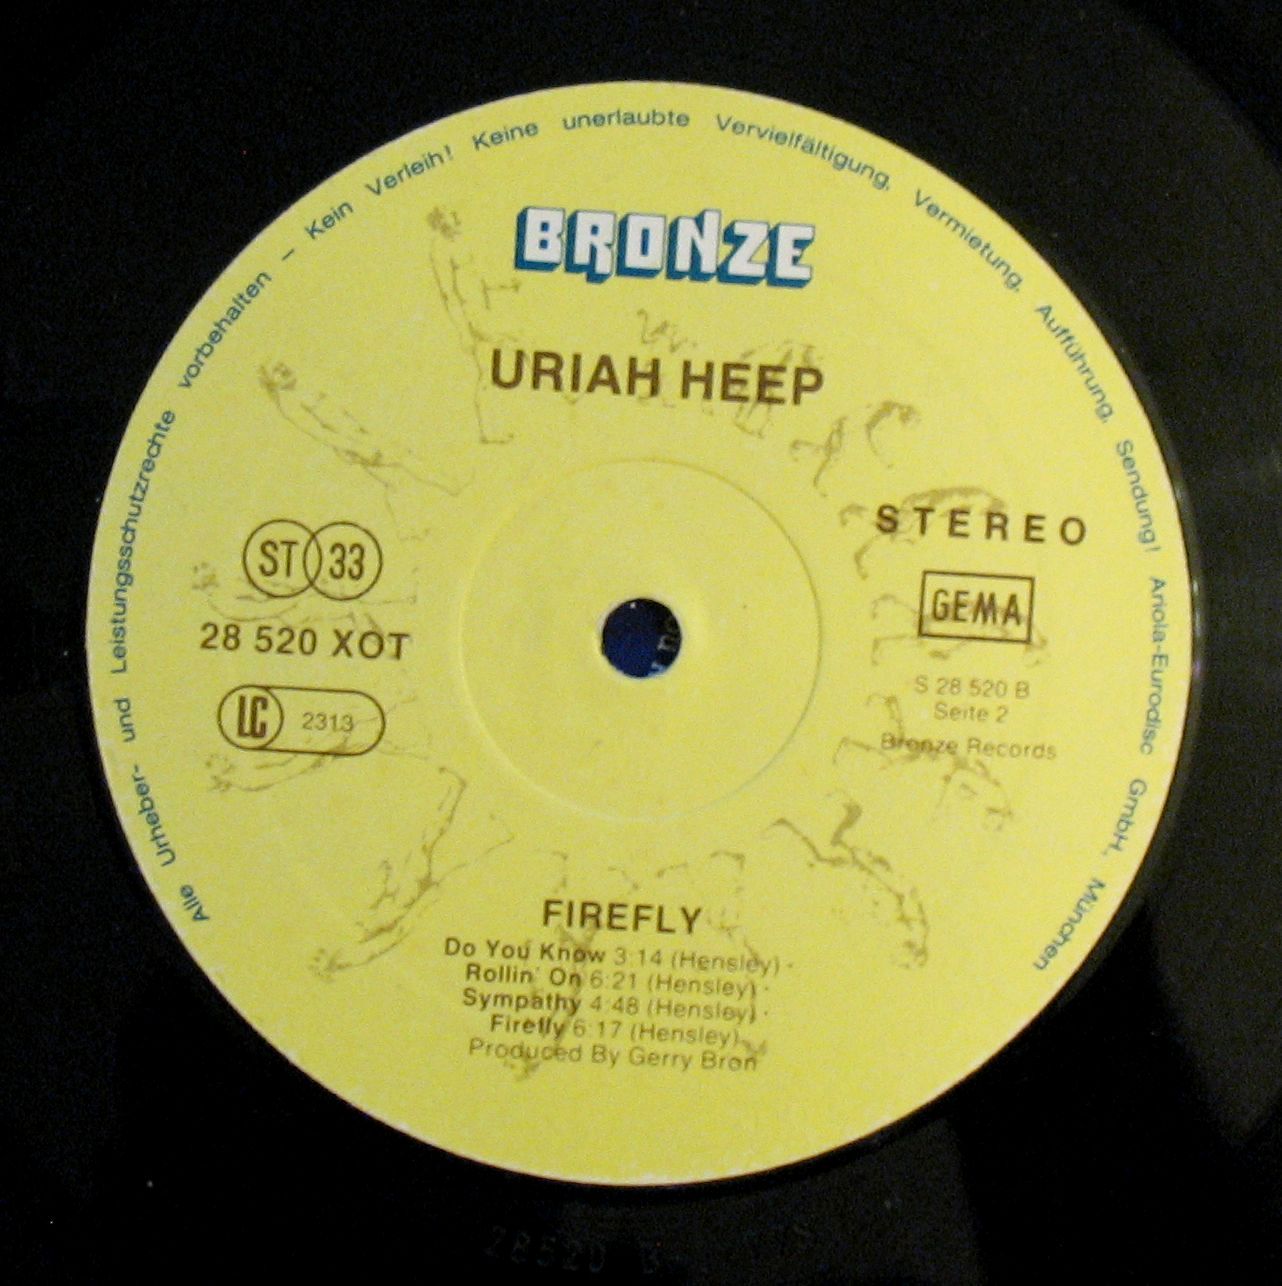 Alle Urheber- und Leistungsschutzrechte vorbehalten – Kein Verleih! Keine unerlaubte Vervielfältigung, Vermietung, Aufführung, Sendung! Ariola-Eurodisc GmbH, München
BRONZE
URIAH HEEP
STEREO
ST 33
GEMA
28 520 XOT
LC 2313
S 28 520 B
Seite 2
Bronze Records
FIREFLY
Do You Know 3:14 (Hensley) ·
Rollin' On 6:21 (Hensley) ·
Sympathy 4:48 (Hensley) ·
Firefly 6:17 (Hensley)
Produced By Gerry Bron
28520 B